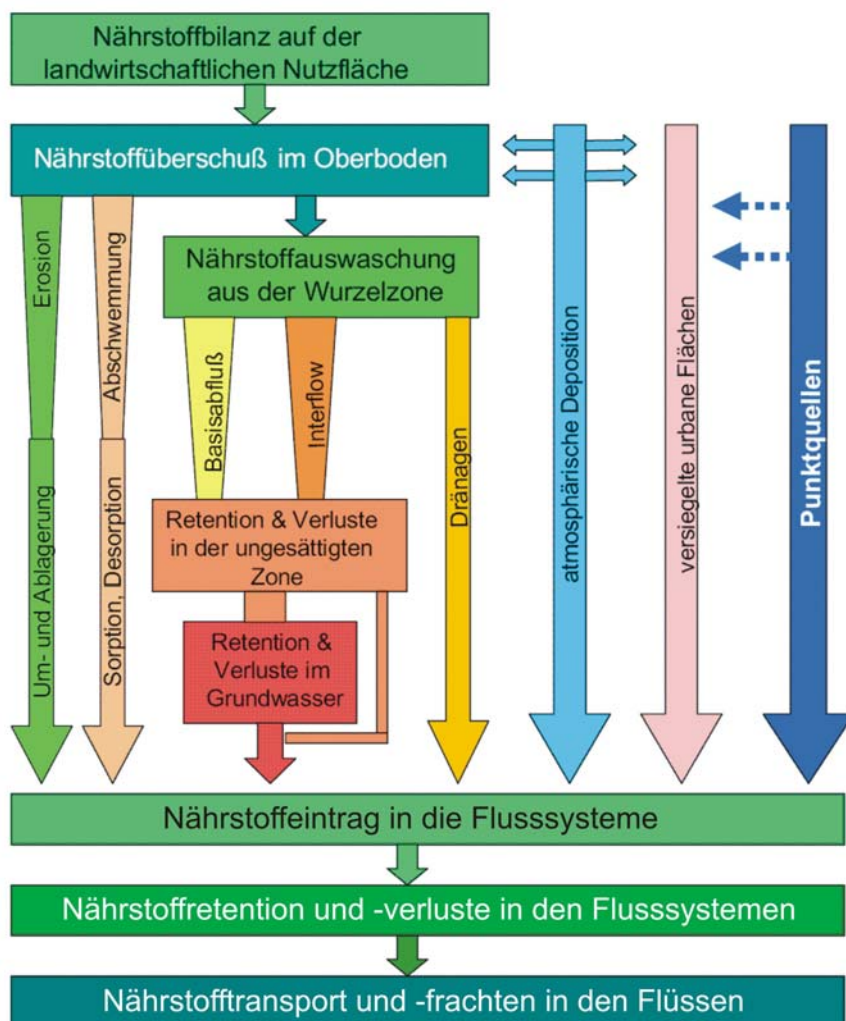 Nährstoffbilanz auf der
landwirtschaftlichen Nutzfläche
Nährstoffüberschuß im Oberboden
Erosion
Um- und Ablagerung
Abschwemmung
Sorption, Desorption
Nährstoffauswaschung
aus der Wurzelzone
Basisabfluß
Interflow
Retention & Verluste
in der ungesättigten
Zone
Retention &
Verluste im
Grundwasser
Dränagen
atmosphärische Deposition
versiegelte urbane Flächen
Punktquellen
Nährstoffeintrag in die Flusssysteme
Nährstoffretention und -verluste in den Flusssystemen
Nährstofftransport und -frachten in den Flüssen